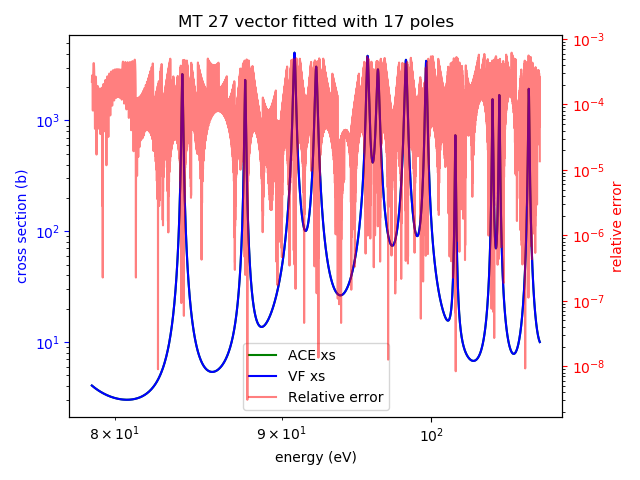 MT 27 vector fitted with 17 poles
cross section (b)
10³
10²
10¹
10⁻³
10⁻⁴
10⁻⁵
10⁻⁶
10⁻⁷
10⁻⁸
relative error
ACE xs
VF xs
Relative error
8 × 10¹
9 × 10¹
10²
energy (eV)